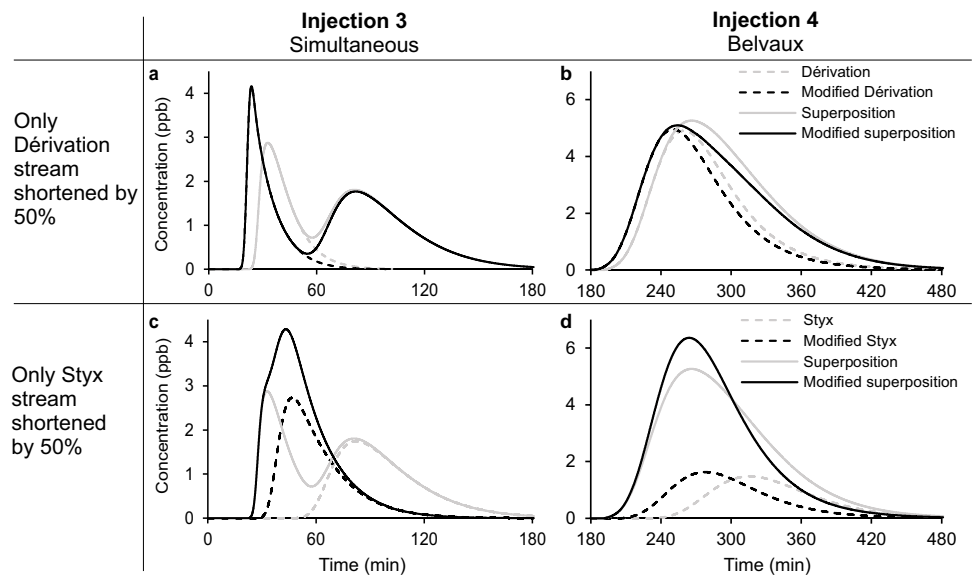 Injection 3
Simultaneous
Injection 4
Belvaux
Only
Dérivation
stream
shortened by
50%
a
Concentration (ppb)
4
3
2
1
0
0
60
120
180
b
6
4
2
0
180
240
300
360
420
480
Dérivation
Modified Dérivation
Superposition
Modified superposition
Only Styx
stream
shortened
by 50%
c
Concentration (ppb)
4
3
2
1
0
0
60
120
180
Time (min)
d
6
4
2
0
180
240
300
360
420
480
Time (min)
Styx
Modified Styx
Superposition
Modified superposition